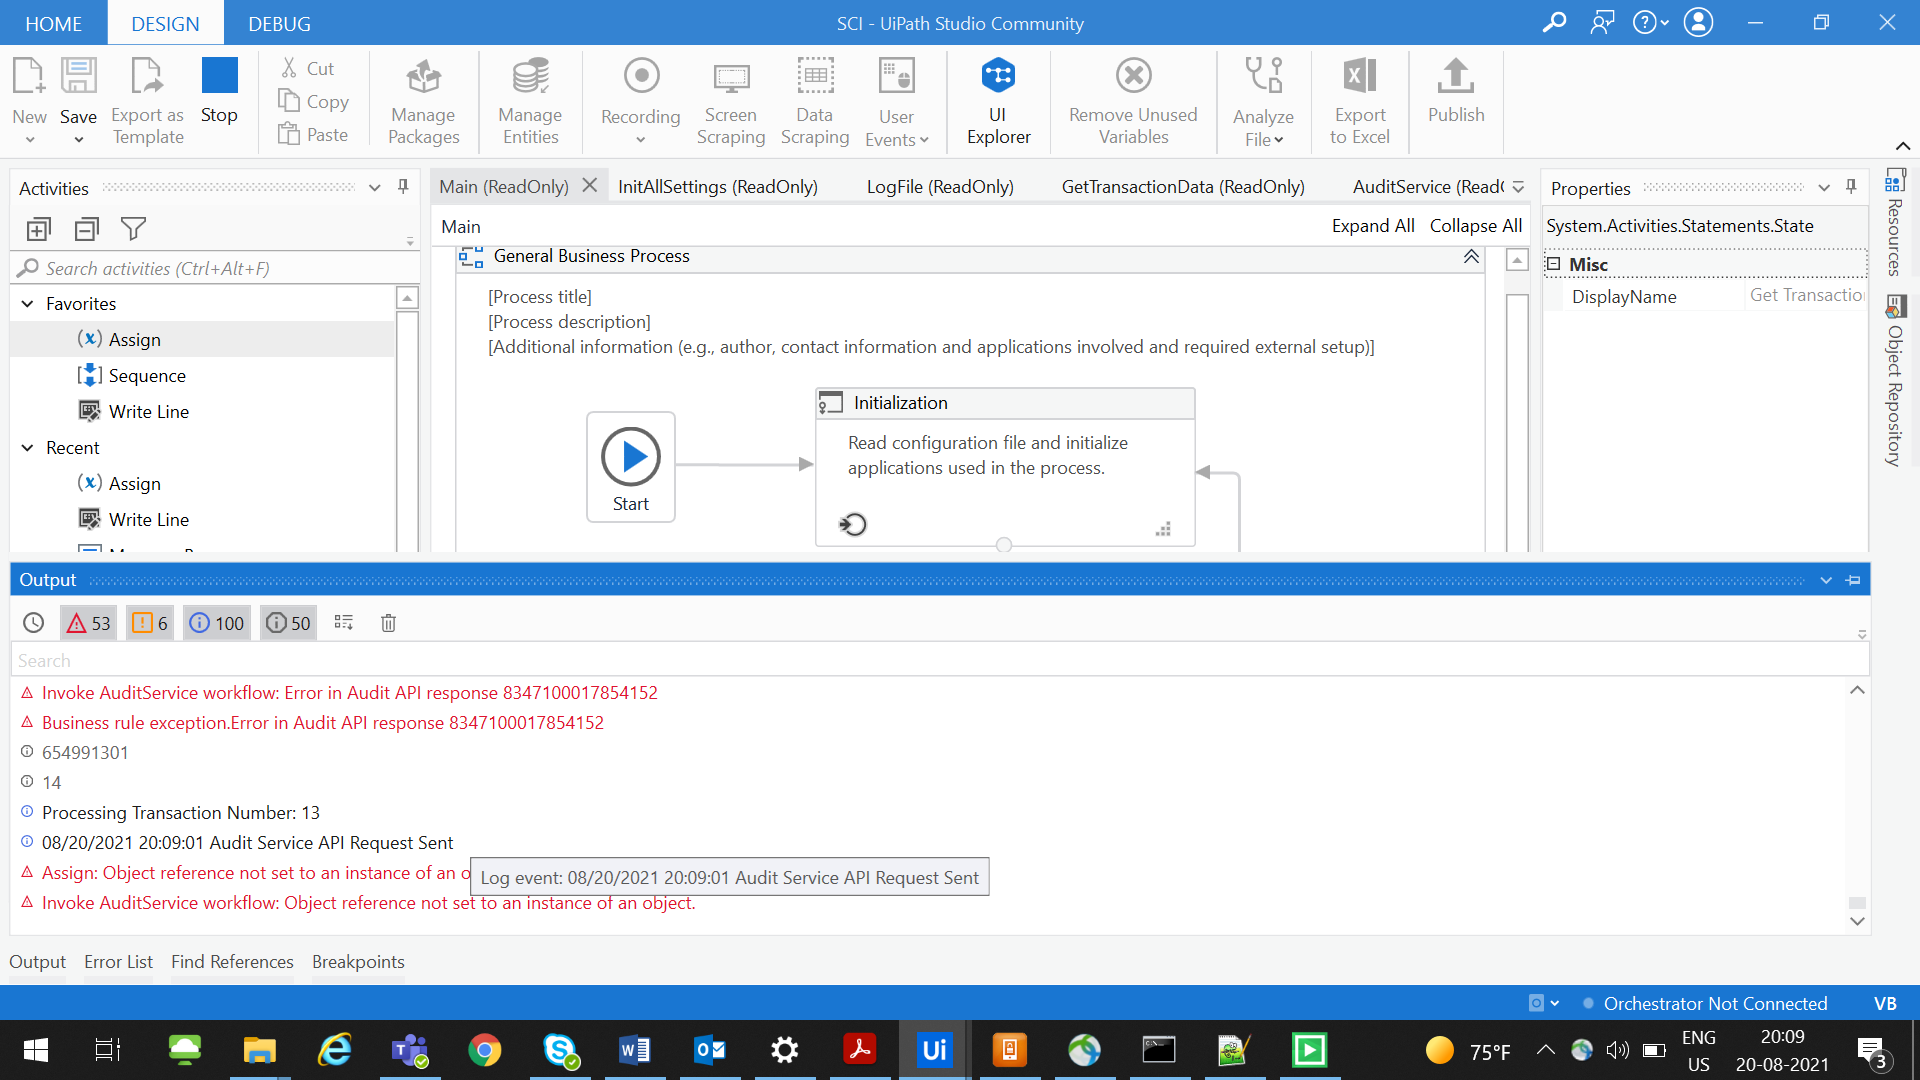 HOME DESIGN DEBUG
SCI - UiPath Studio Community
New
Save
Export as
Template
Stop
Cut
Copy
Paste
Manage
Packages
Manage
Entities
Recording
Screen
Scraping
Data
Scraping
User
Events
UI
Explorer
Remove Unused
Variables
Analyze
File
Export
to Excel
Publish
Activities
Search activities (Ctrl+Alt+F)
Favorites
Assign
Sequence
Write Line
Recent
Assign
Write Line
Main (ReadOnly) InitAllSettings (ReadOnly) LogFile (ReadOnly) GetTransactionData (ReadOnly) AuditService (Read
Main
Expand All Collapse All
General Business Process
[Process title]
[Process description]
[Additional information (e.g., author, contact information and applications involved and required external setup)]
Start
Initialization
Read configuration file and initialize
applications used in the process.
Properties
System.Activities.Statements.State
Misc
DisplayName Get Transactio
Resources
Object Repository
Output
53 6 100 50
Search
Invoke AuditService workflow: Error in Audit API response 8347100017854152
Business rule exception.Error in Audit API response 8347100017854152
654991301
14
Processing Transaction Number: 13
08/20/2021 20:09:01 Audit Service API Request Sent
Assign: Object reference not set to an instance of an o
Log event: 08/20/2021 20:09:01 Audit Service API Request Sent
Invoke AuditService workflow: Object reference not set to an instance of an object.
Output Error List Find References Breakpoints
Orchestrator Not Connected VB
Ui
75°F
ENG
US
20:09
20-08-2021
3